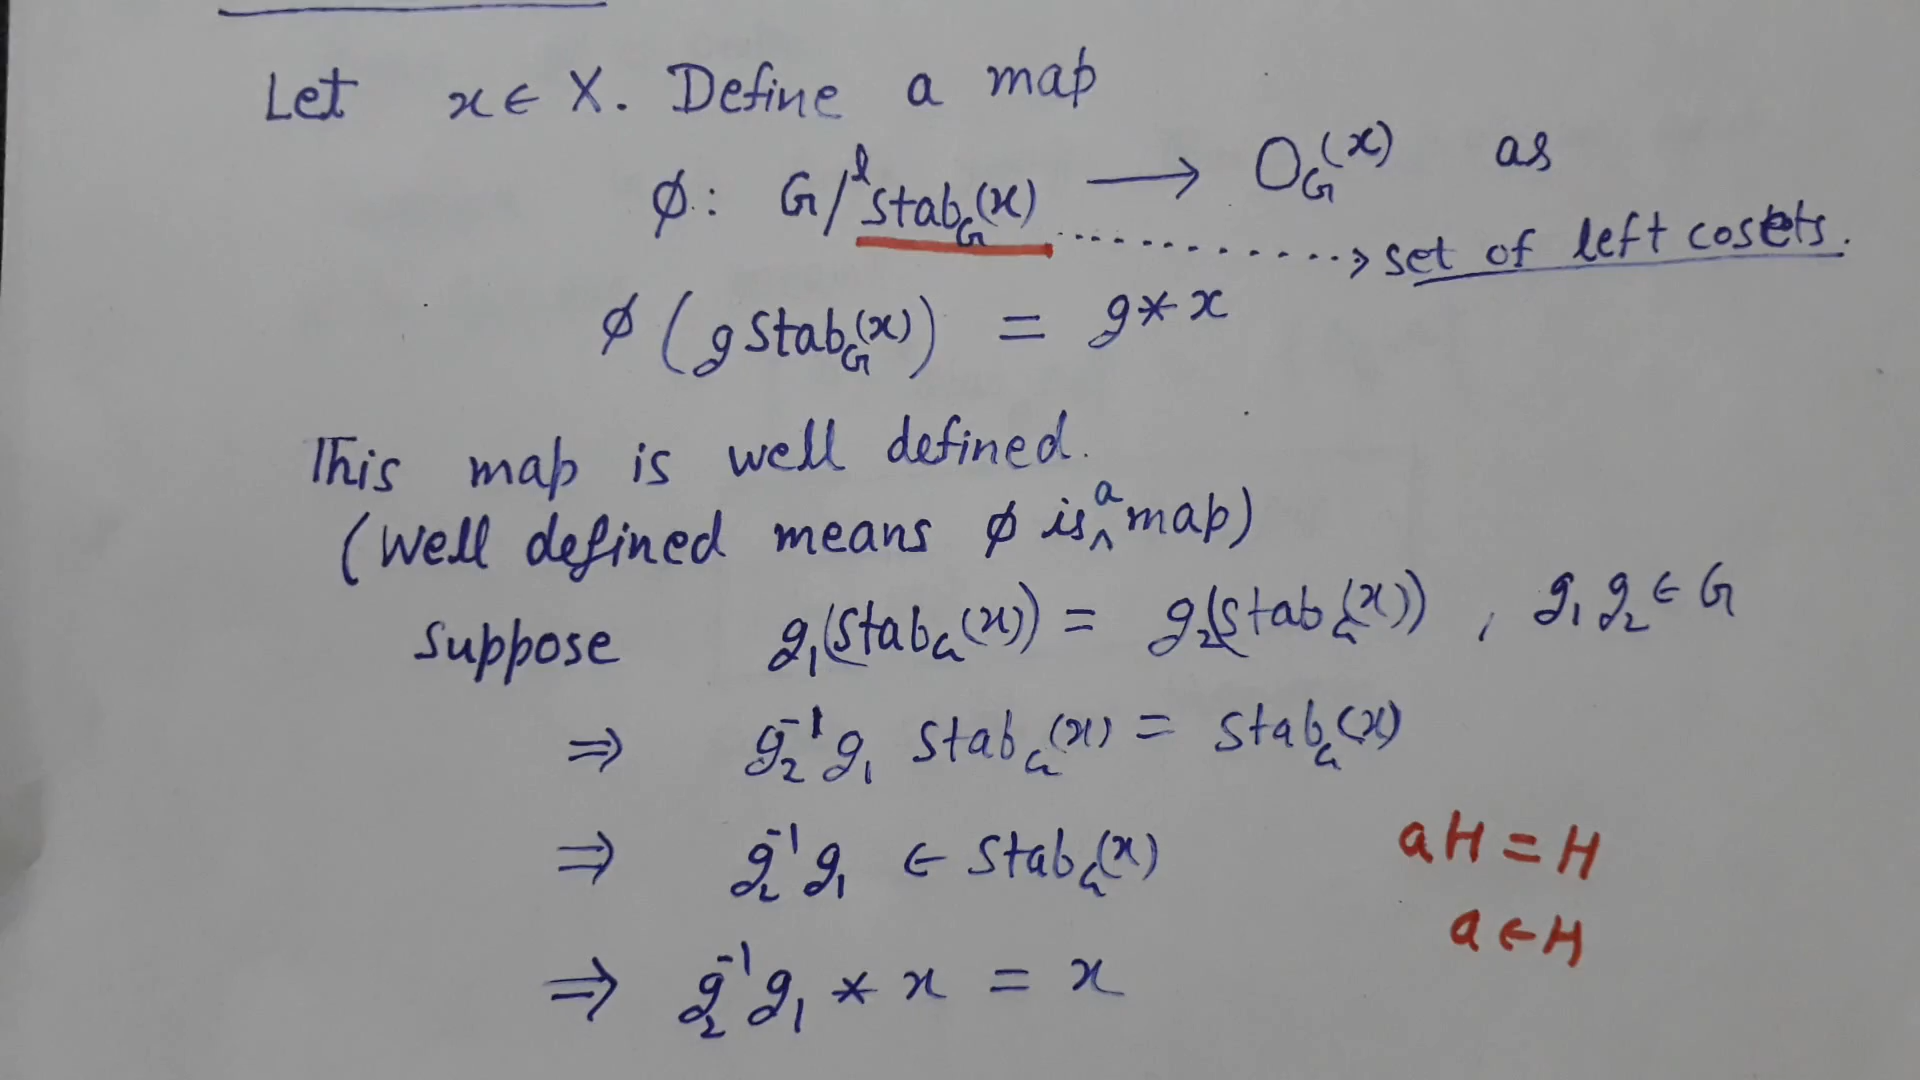 Let x ∈ X. Define a map
φ: G/ˡStab_G(x) ⟶ O_G(x) as
·············> set of left cosets.
φ(g Stab_G(x)) = g * x
This map is well defined.
(Well defined means φ is ^a map)
Suppose g₁(Stab_G(x)) = g₂(Stab_G(x)) , g₁ g₂ ∈ G
⇒ g₂⁻¹g₁ Stab_G(x) = Stab_G(x)
⇒ g₂⁻¹g₁ ∈ Stab_G(x)
aH = H
a ∈ H
⇒ g₂⁻¹g₁ * x = x